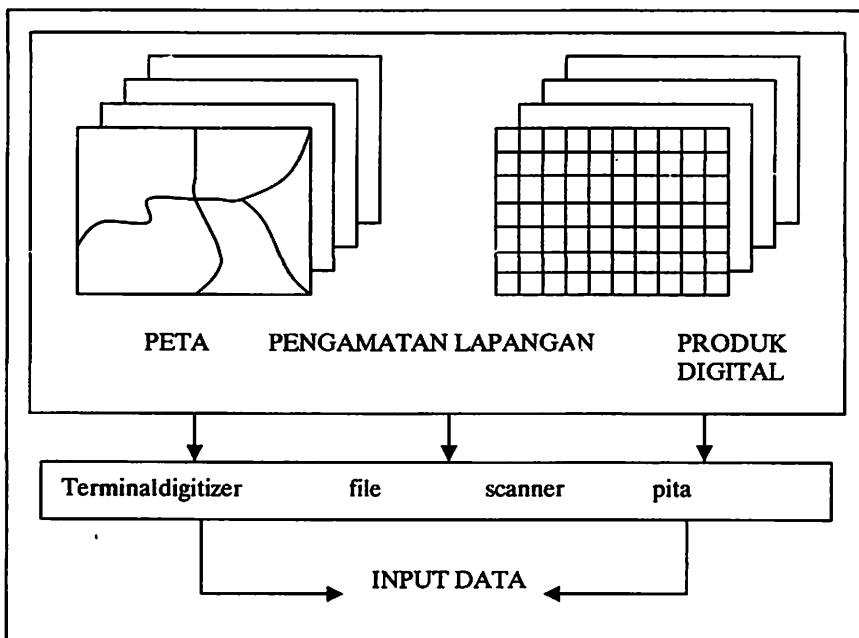 PETA PENGAMATAN LAPANGAN PRODUK
DIGITAL
Terminaldigitizer file scanner pita
INPUT DATA